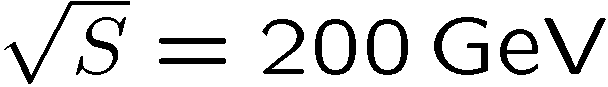 √S = 200 GeV